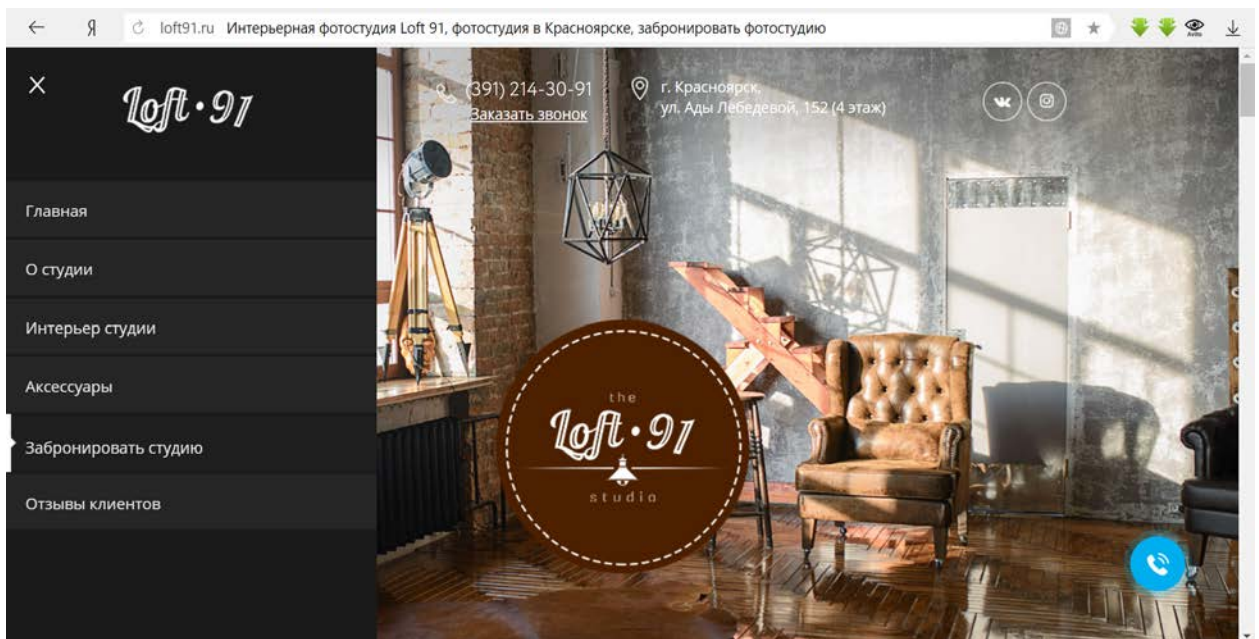 Я loft91.ru Интерьерная фотостудия Loft 91, фотостудия в Красноярске, забронировать фотостудию
Avito
Loft·91
Главная
О студии
Интерьер студии
Аксессуары
Забронировать студию
Отзывы клиентов
(391) 214-30-91
Заказать звонок
г. Красноярск,
ул. Ады Лебедевой, 152 (4 этаж)
the
Loft·91
studio